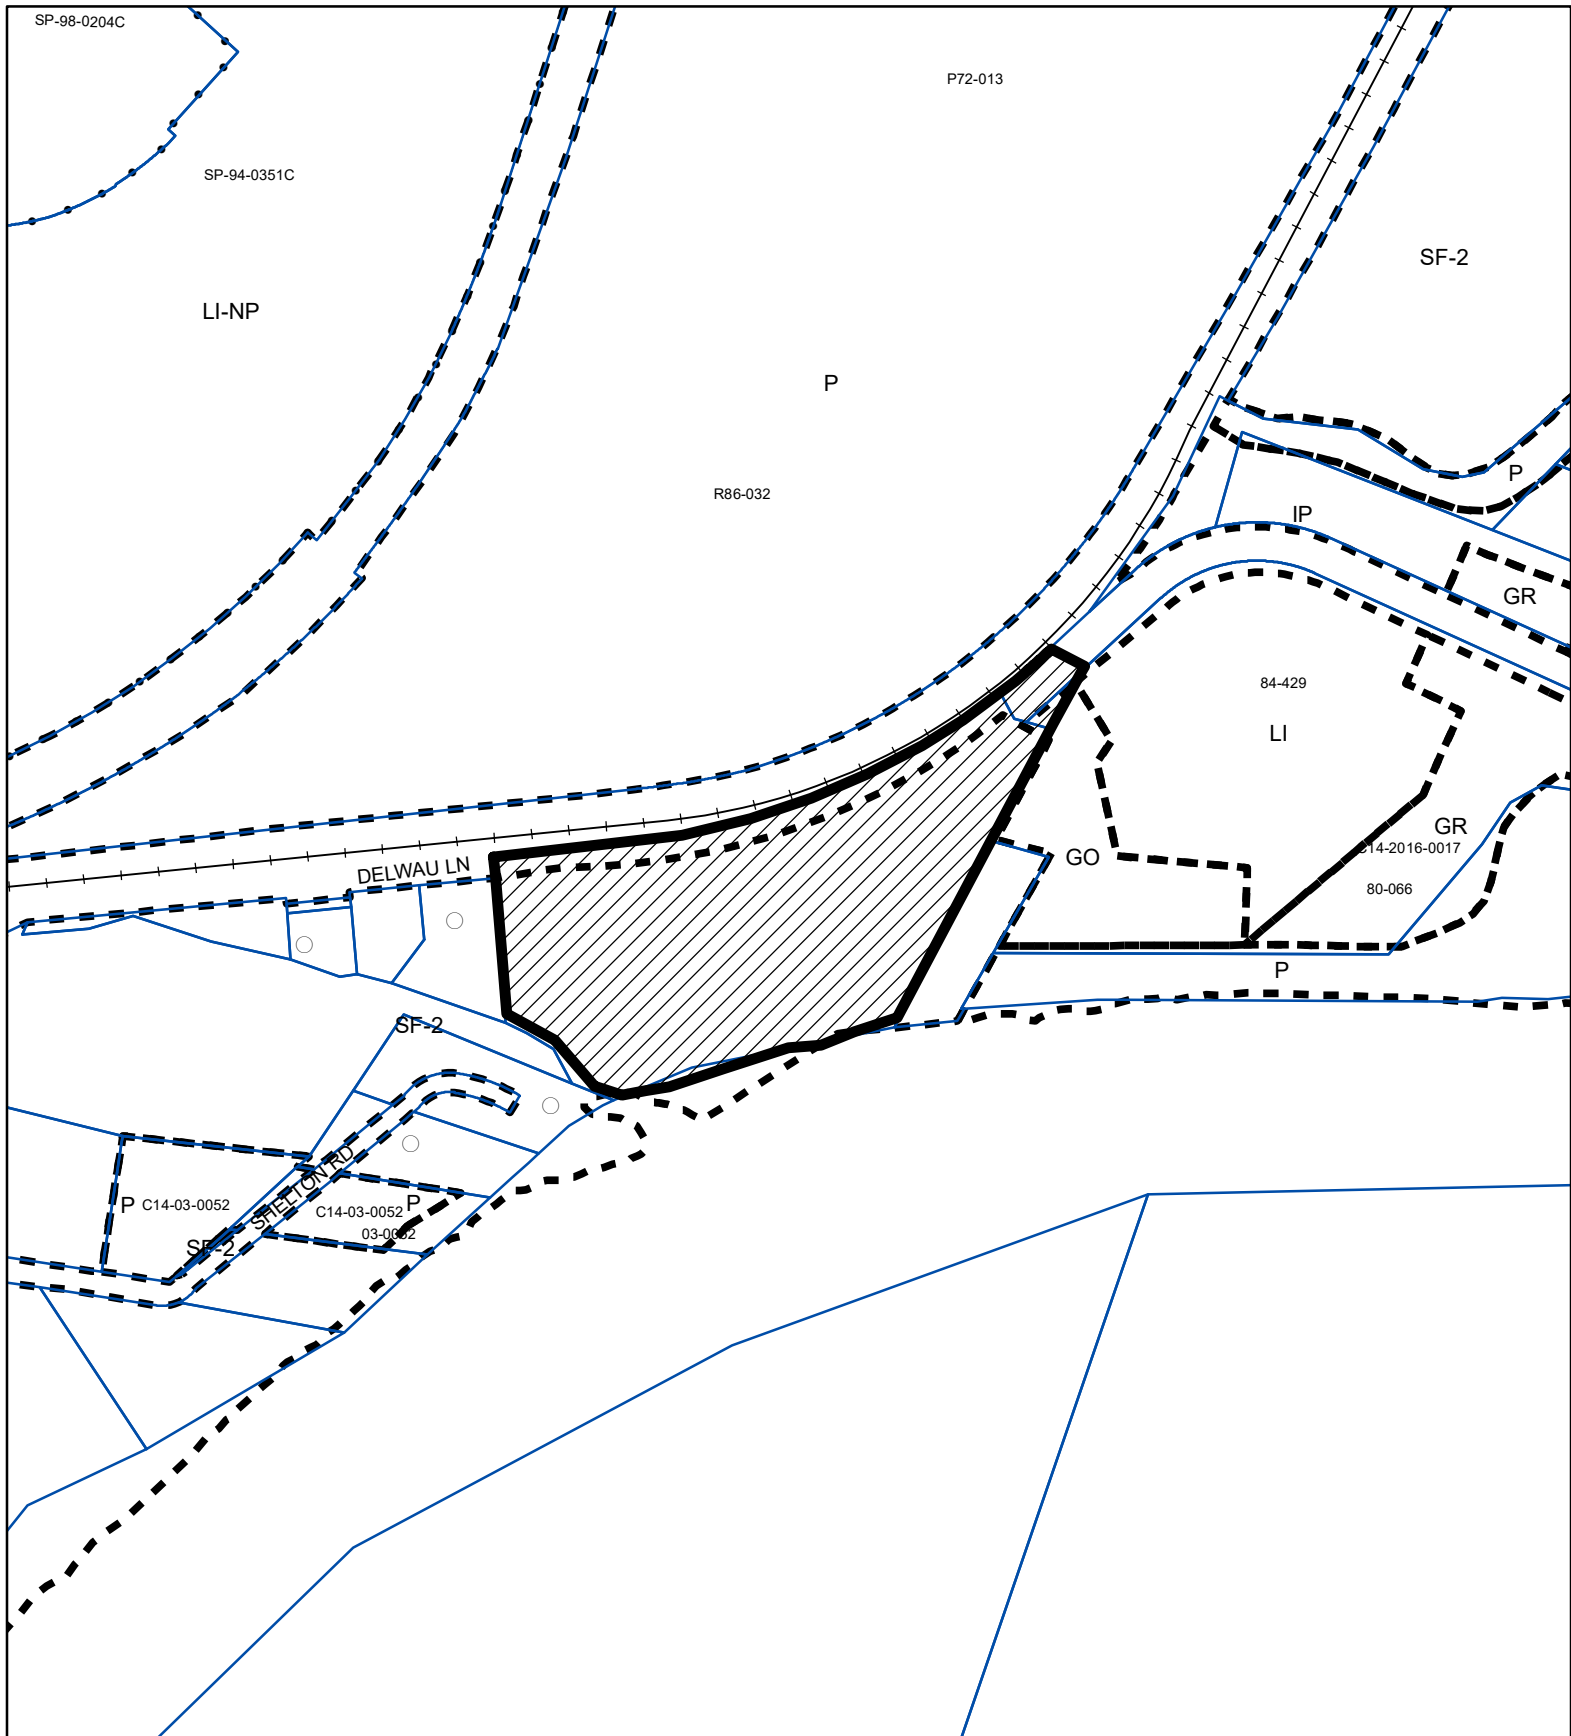 SP-98-0204C
P72-013
SP-94-0351C
SF-2
LI-NP
P
P
R86-032
IP
GR
84-429
LI
GR
C14-2016-0017
GO
DELWAU LN
80-066
P
SF-2
SHELTON RD
P
C14-03-0052
P
C14-03-0052
03-0052
SF-2